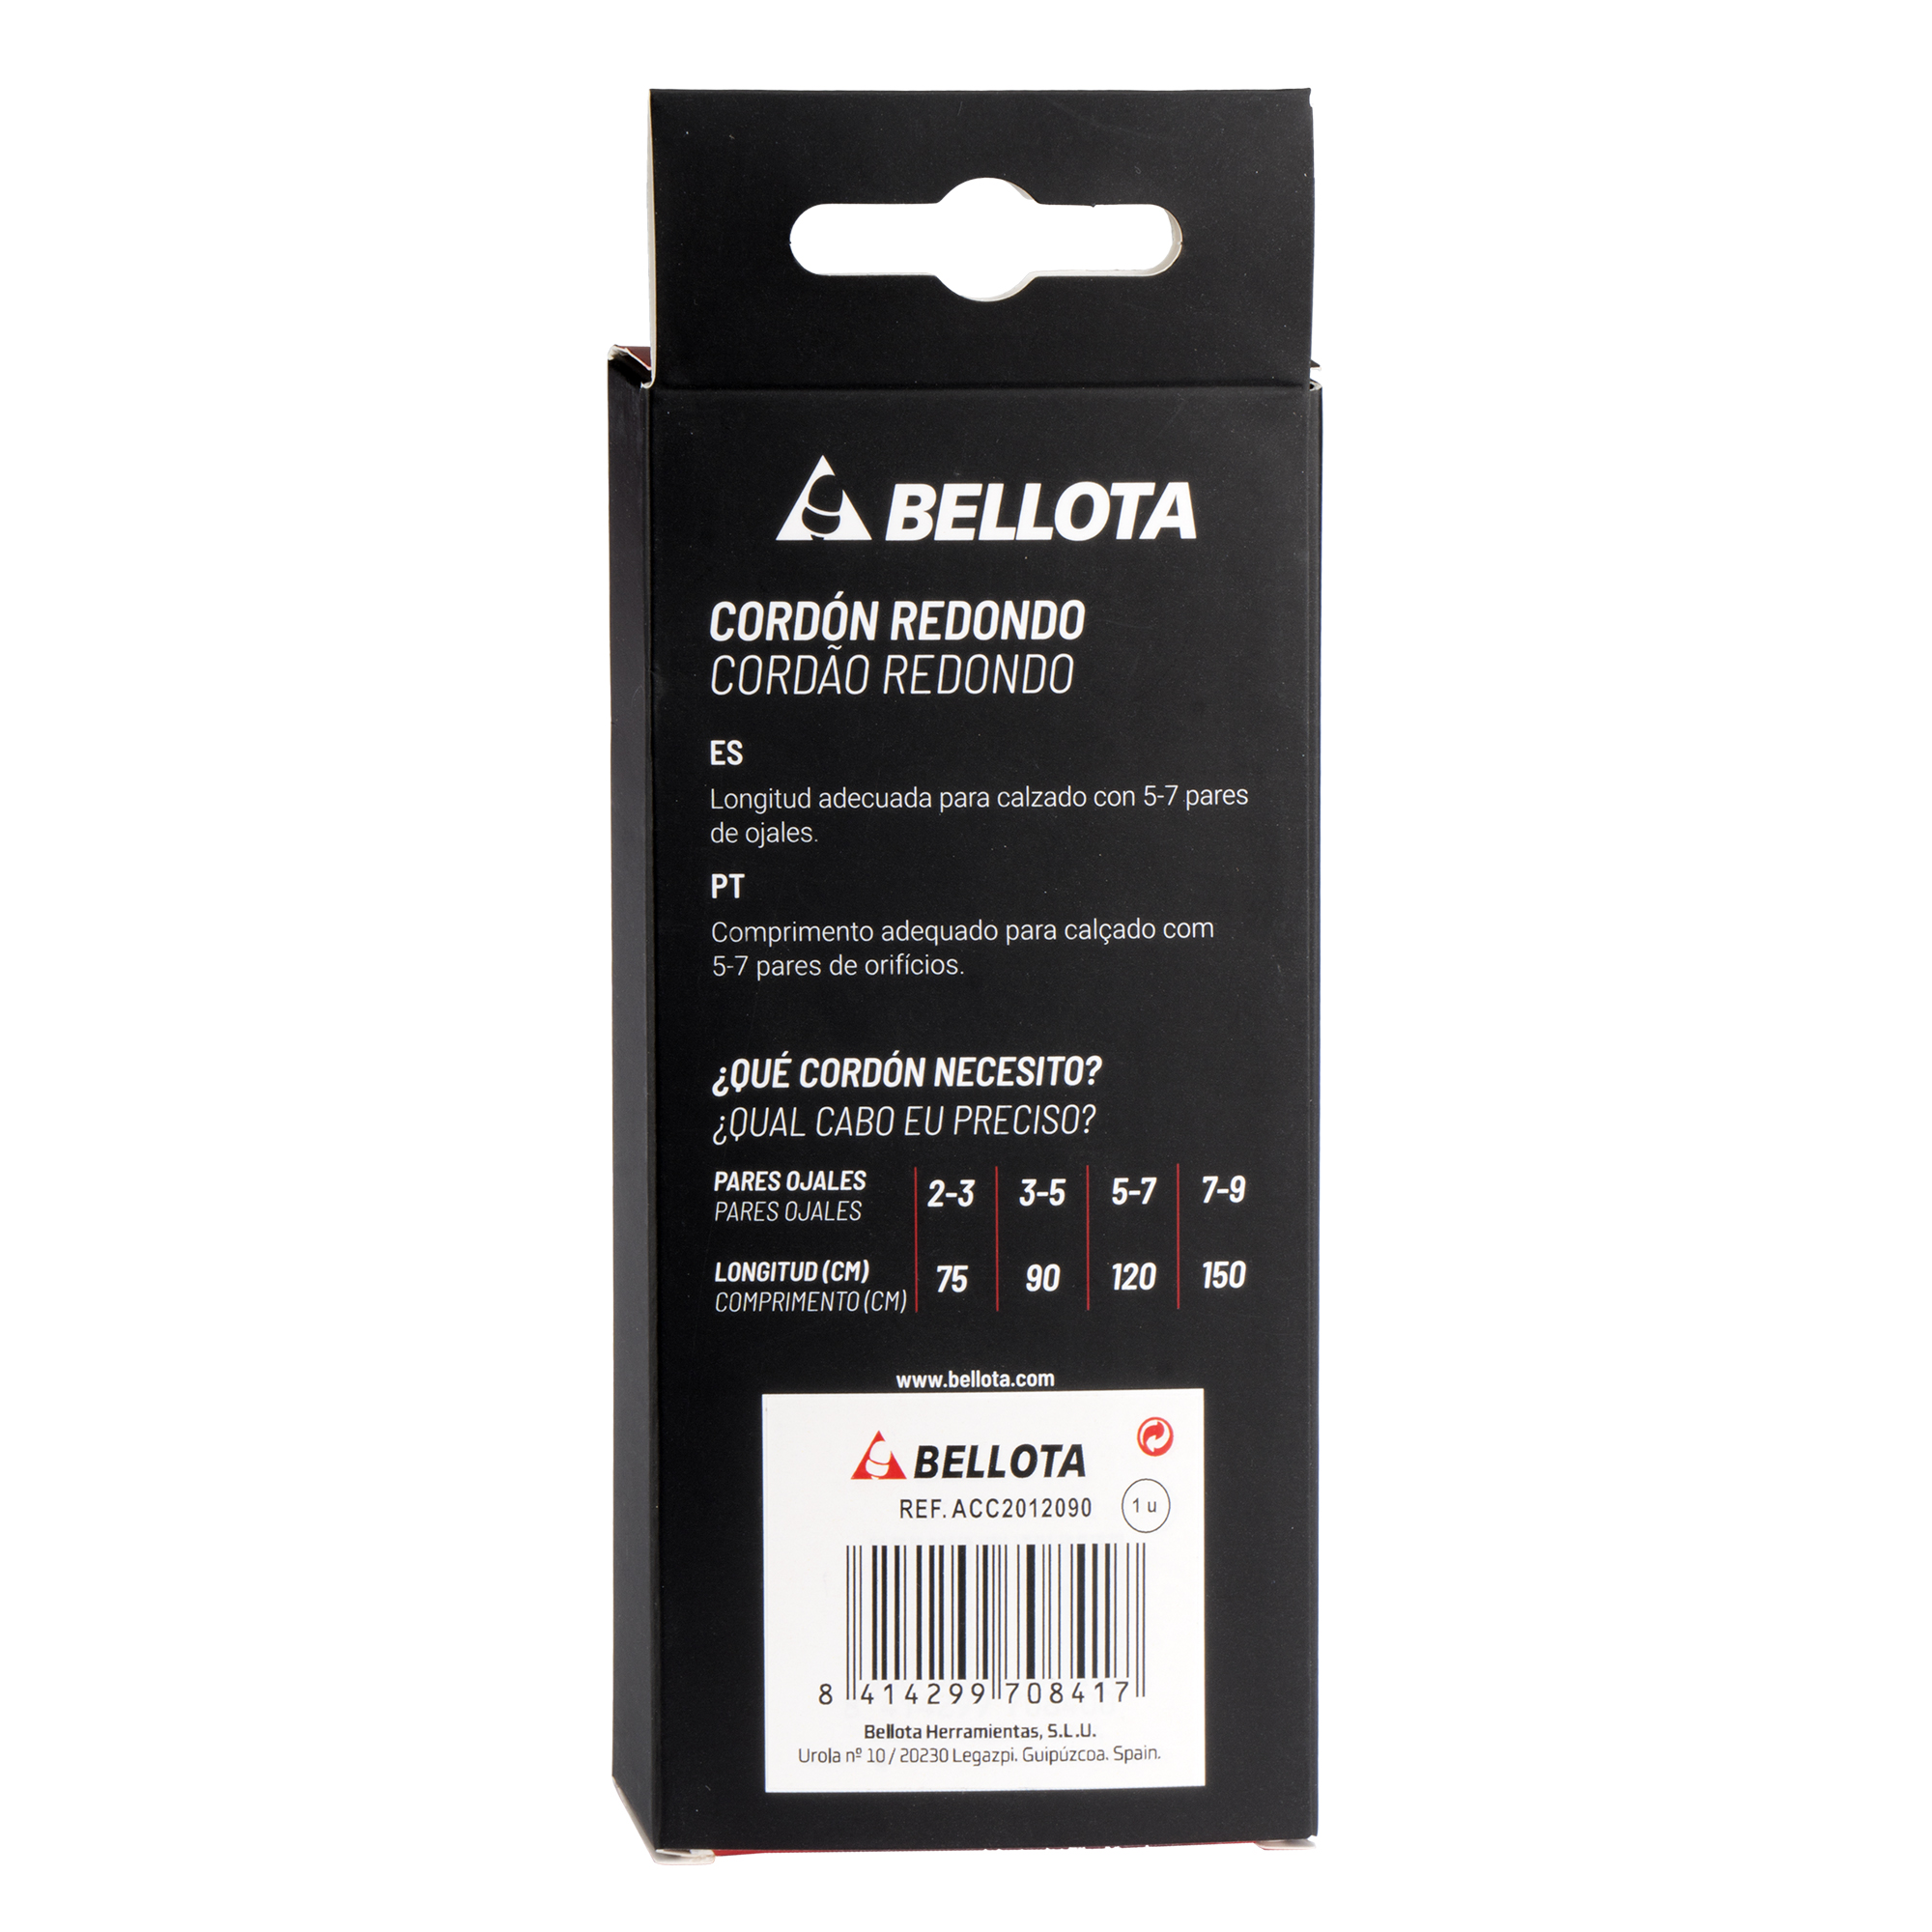 BELLOTA
CORDÓN REDONDO
CORDÃO REDONDO
ES
Longitud adecuada para calzado con 5-7 pares
de ojales.
PT
Comprimento adequado para calçado com
5-7 pares de orifícios.
¿QUÉ CORDÓN NECESITO?
¿QUAL CABO EU PRECISO?
PARES OJALES 2-3 3-5 5-7 7-9
PARES OJALES
LONGITUD (CM) 75 90 120 150
COMPRIMENTO (CM)
www.bellota.com
BELLOTA
REF. ACC2012090 1 u
8 414299 708417
Bellota Herramientas, S.L.U.
Urola nº 10 / 20230 Legazpi. Guipúzcoa. Spain.